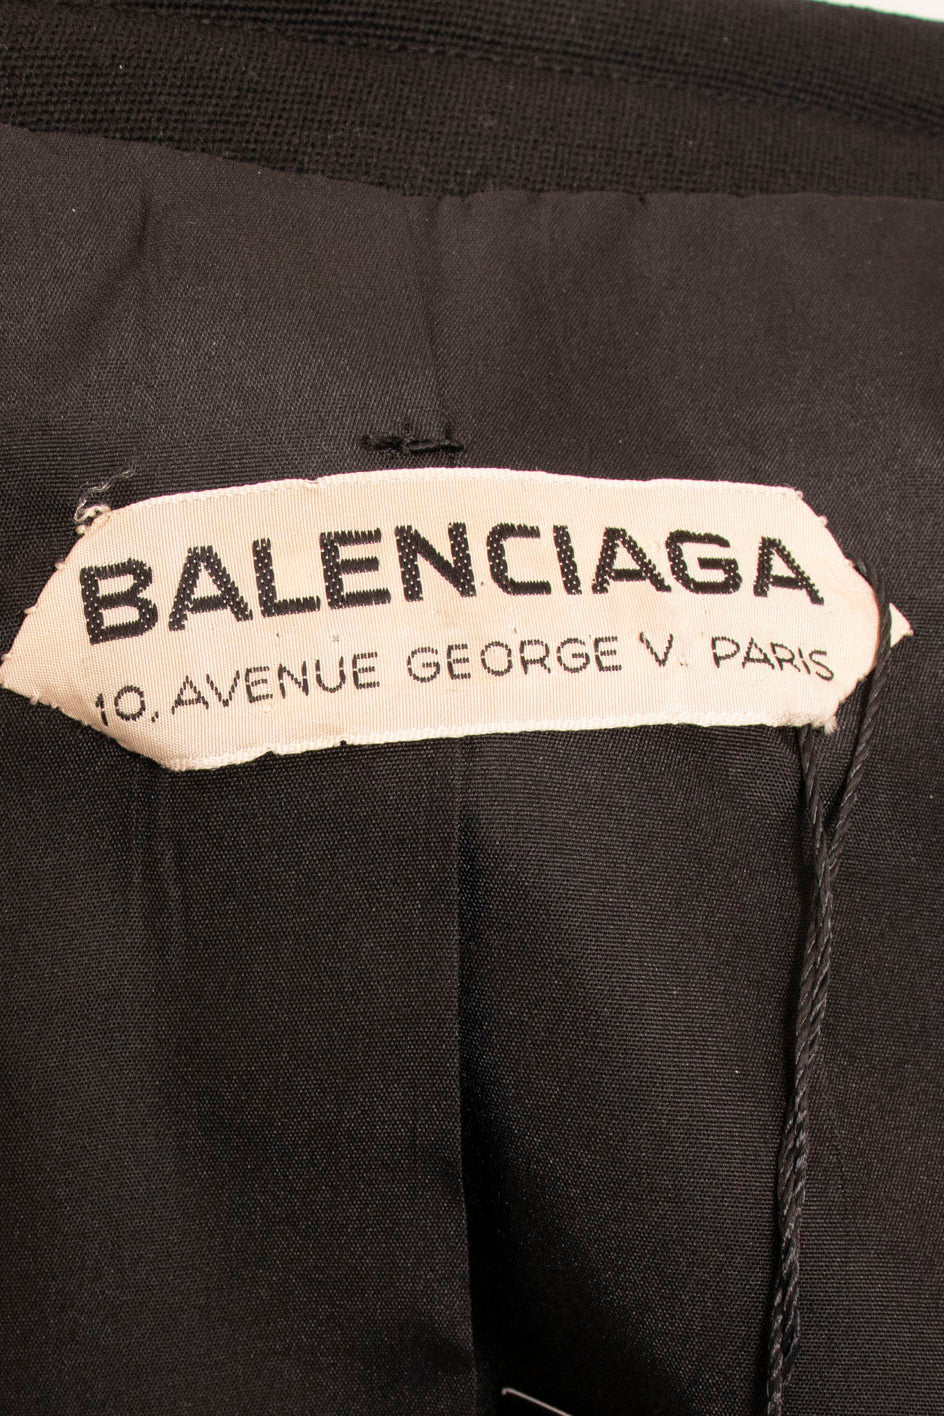 BALENCIAGA
10, AVENUE GEORGE V. PARIS